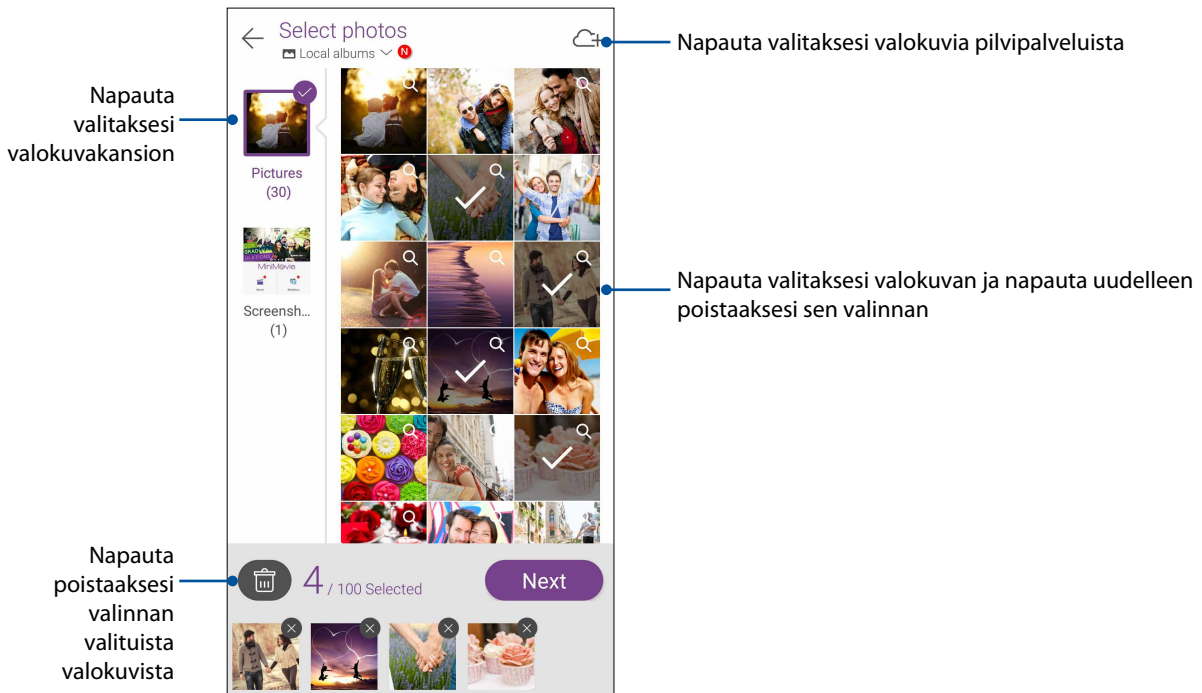 Select photos
Local albums
N
Napauta valitaksesi valokuvia pilvipalveluista
Napauta
valitaksesi
valokuvakansion
Pictures
(30)
MiniMovie
Screensh...
(1)
Napauta valitaksesi valokuvan ja napauta uudelleen
poistaaksesi sen valinnan
Napauta
poistaaksesi
valinnan
valituista
valokuvista
4 / 100 Selected
Next